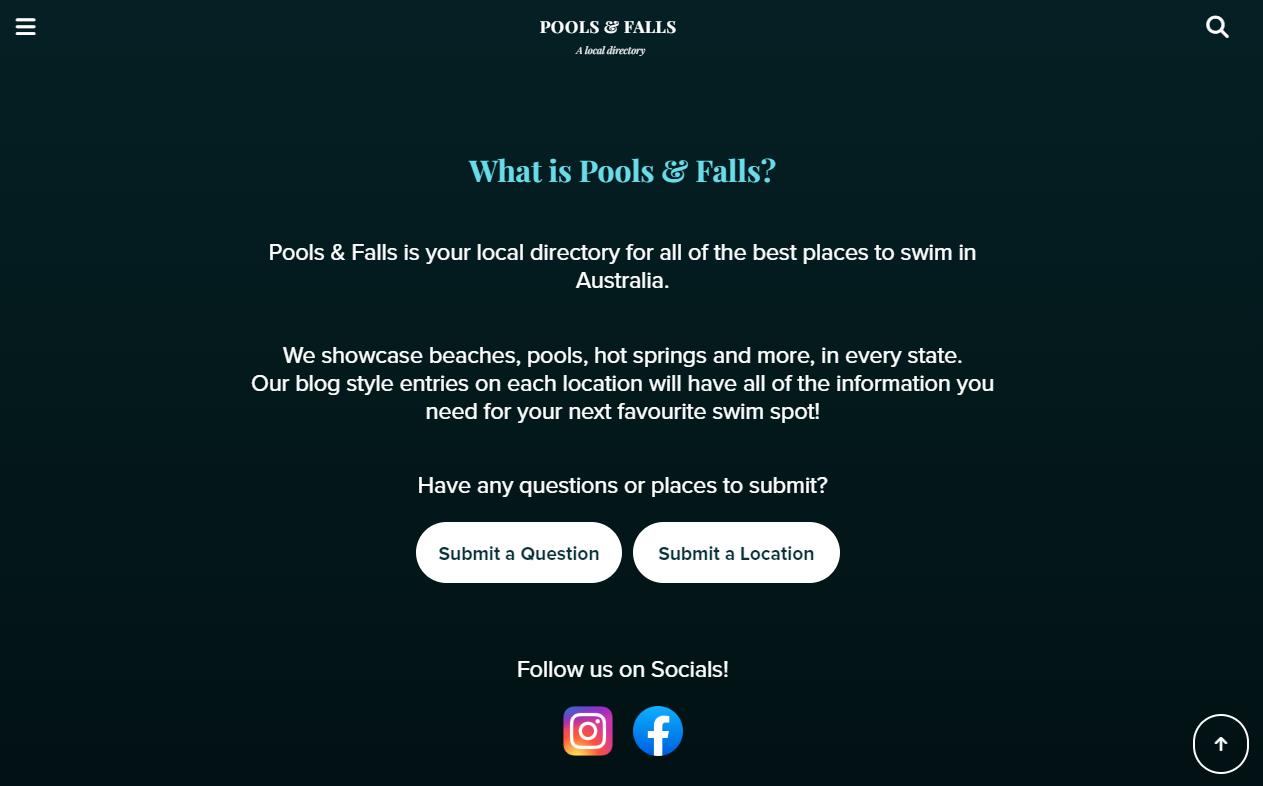 POOLS & FALLS
A local directory
What is Pools & Falls?
Pools & Falls is your local directory for all of the best places to swim in
Australia.
We showcase beaches, pools, hot springs and more, in every state.
Our blog style entries on each location will have all of the information you
need for your next favourite swim spot!
Have any questions or places to submit?
Submit a Question
Submit a Location
Follow us on Socials!